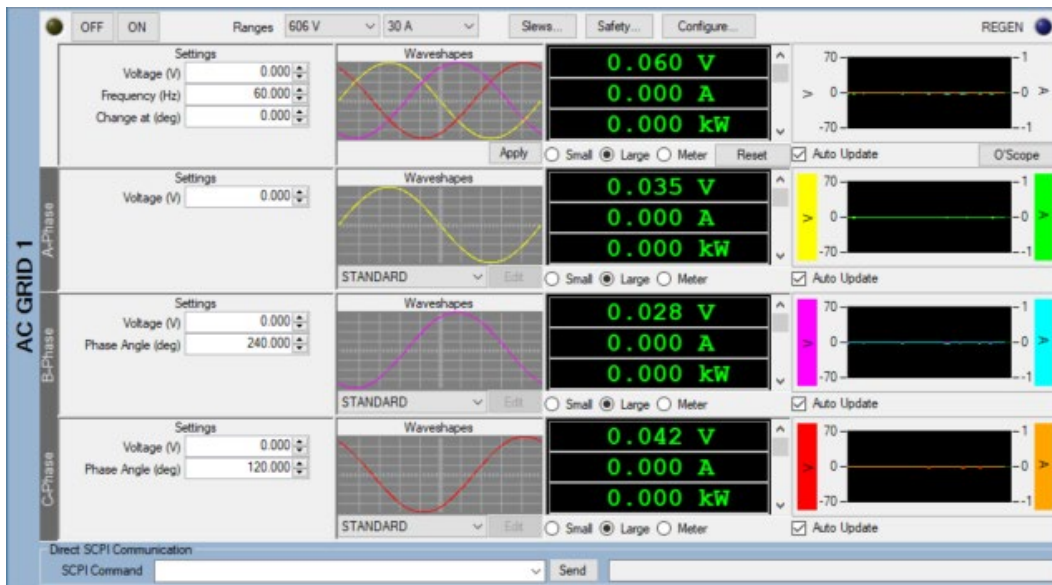 AC GRID 1
OFF ON Ranges 606 V 30 A Slews... Safety... Configure... REGEN
Settings Waveshapes
Voltage (V) 0.000
Frequency (Hz) 60.000
Change at (deg) 0.000
Apply
0.060 V
0.000 A
0.000 kW
Small Large Meter Reset
V 70 0 -70 1 0 -1 A
Auto Update O'Scope
A-Phase
Settings Waveshapes
Voltage (V) 0.000
STANDARD Edit
0.035 V
0.000 A
0.000 kW
Small Large Meter
V 70 0 -70 1 0 -1 A
Auto Update
B-Phase
Settings Waveshapes
Voltage (V) 0.000
Phase Angle (deg) 240.000
STANDARD Edit
0.028 V
0.000 A
0.000 kW
Small Large Meter
V 70 0 -70 1 0 -1 A
Auto Update
C-Phase
Settings Waveshapes
Voltage (V) 0.000
Phase Angle (deg) 120.000
STANDARD Edit
0.042 V
0.000 A
0.000 kW
Small Large Meter
V 70 0 -70 1 0 -1 A
Auto Update
Direct SCPI Communication
SCPI Command Send